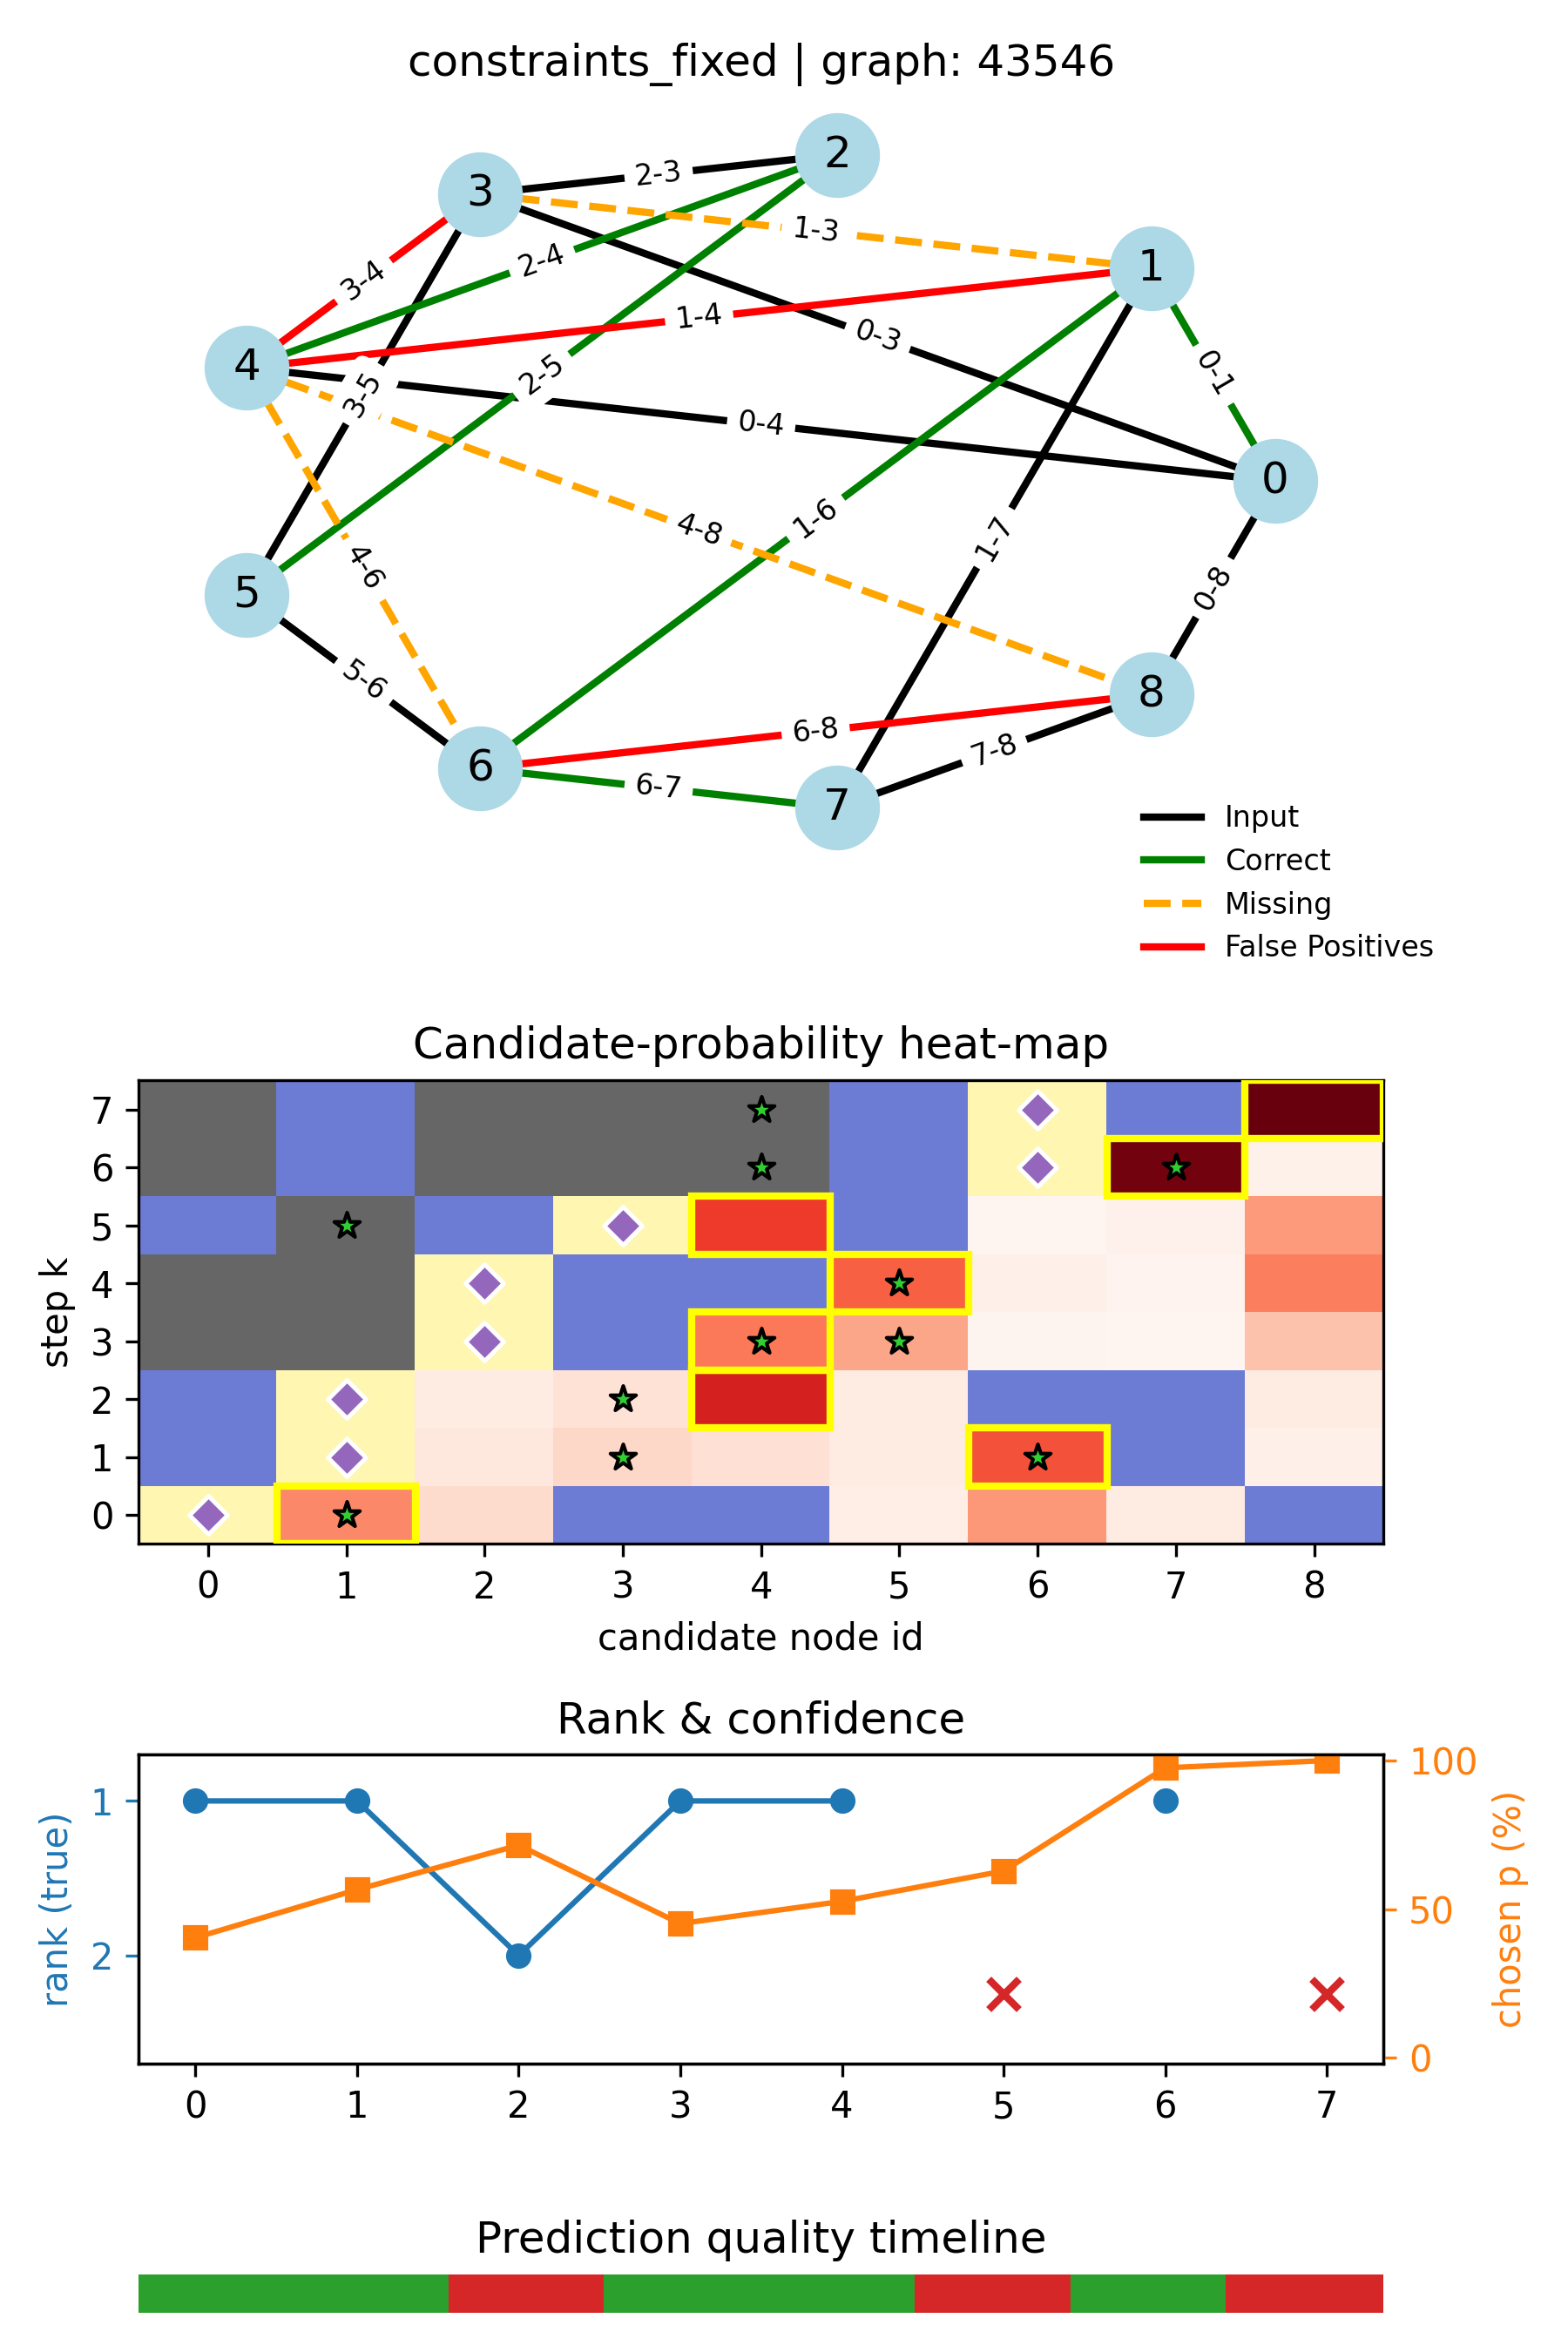 constraints_fixed | graph: 43546
2
3
2-3
1-3
1
2-4
3-4
1-4
0-3
4
0-1
2-5
3-5
0-4
0
1-6
4-8
1-7
4-6
0-8
5
5-6
8
6-8
7-8
6
6-7
7
Input
Correct
Missing
False Positives
Candidate-probability heat-map
7
6
5
4
3
2
1
0
step k
0 1 2 3 4 5 6 7 8
candidate node id
Rank & confidence
1
2
rank (true)
100
50
0
chosen p (%)
0 1 2 3 4 5 6 7
Prediction quality timeline